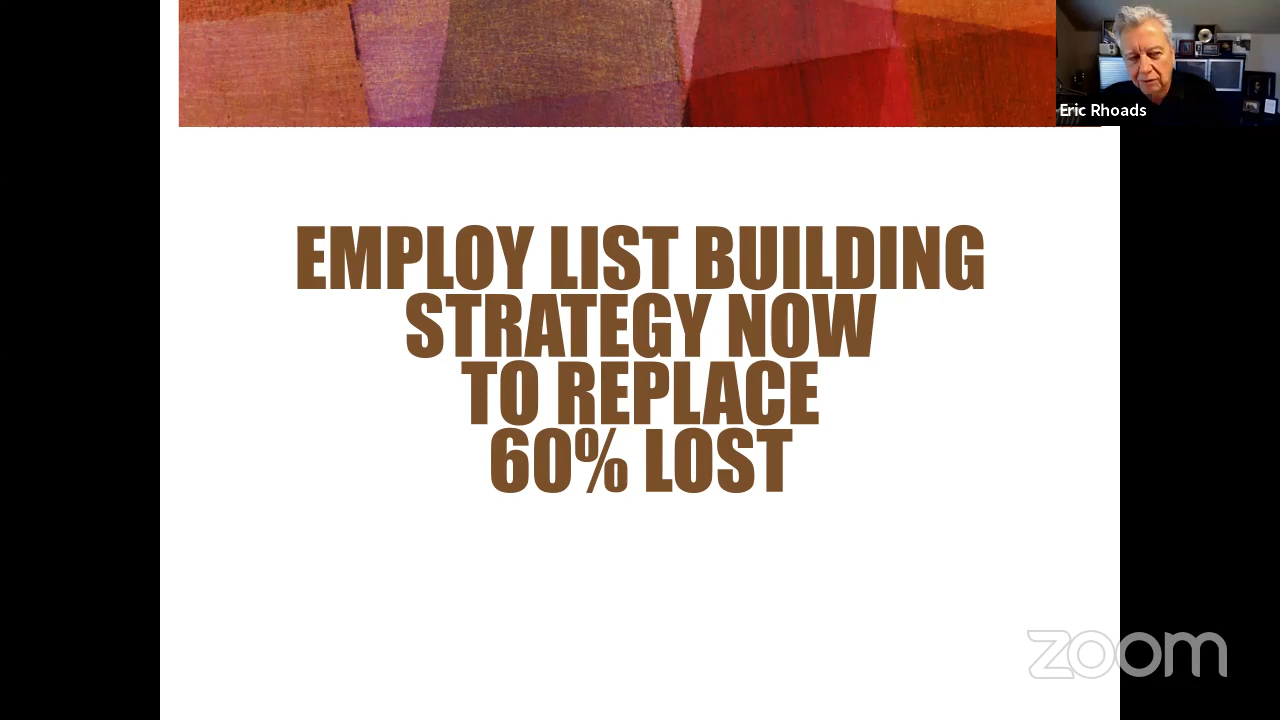 Eric Rhoads
EMPLOY LIST BUILDING
STRATEGY NOW
TO REPLACE
60% LOST
zoom